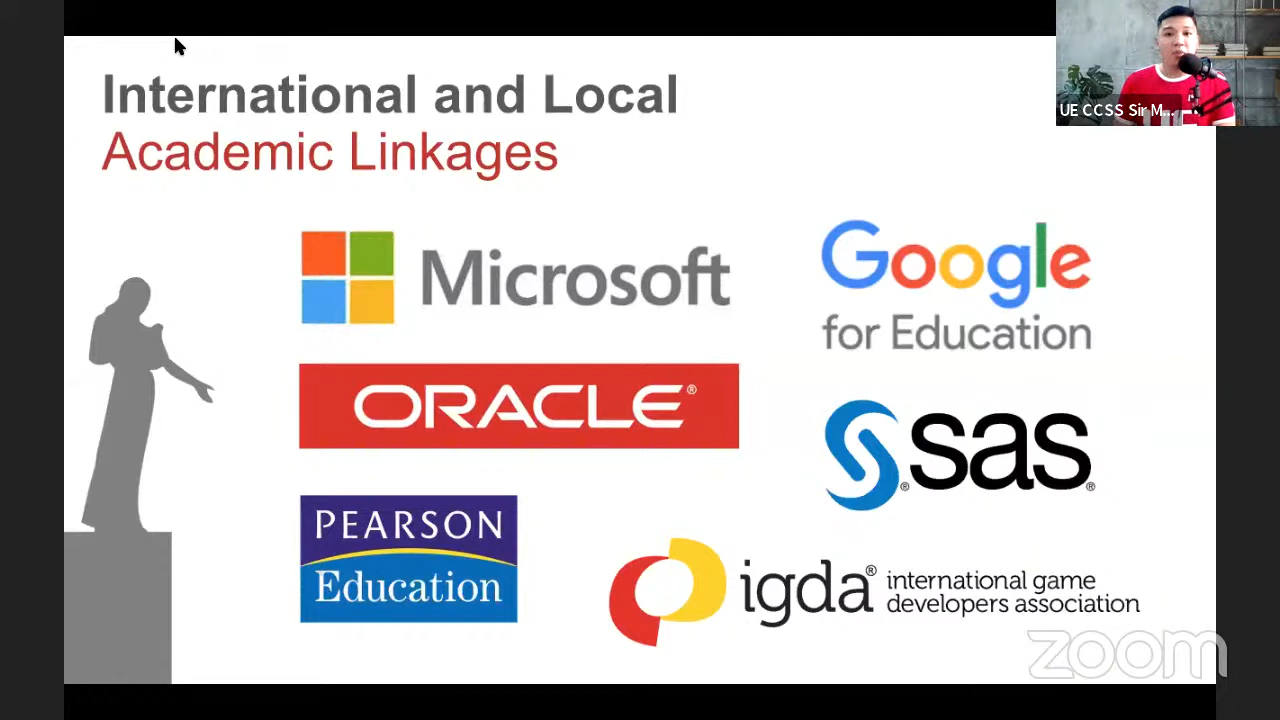 International and Local
Academic Linkages
UE CCSS Sir M...
Microsoft
Google
for Education
ORACLE®
sas
PEARSON
Education
igda® international game
developers association
zoom